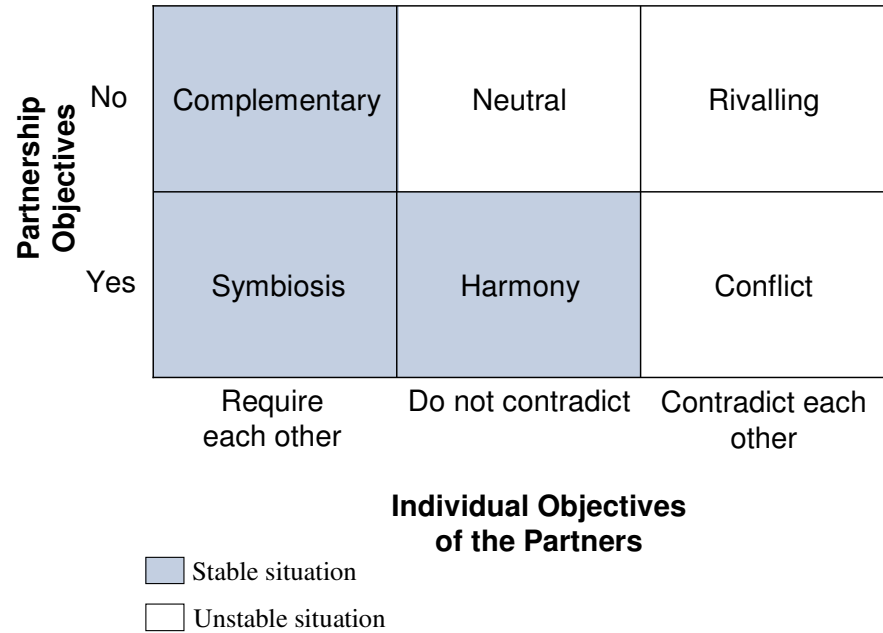 Partnership
Objectives
No
Complementary
Neutral
Rivalling
Yes
Symbiosis
Harmony
Conflict
Require
each other
Do not contradict
Contradict each
other
Individual Objectives
of the Partners
Stable situation
Unstable situation